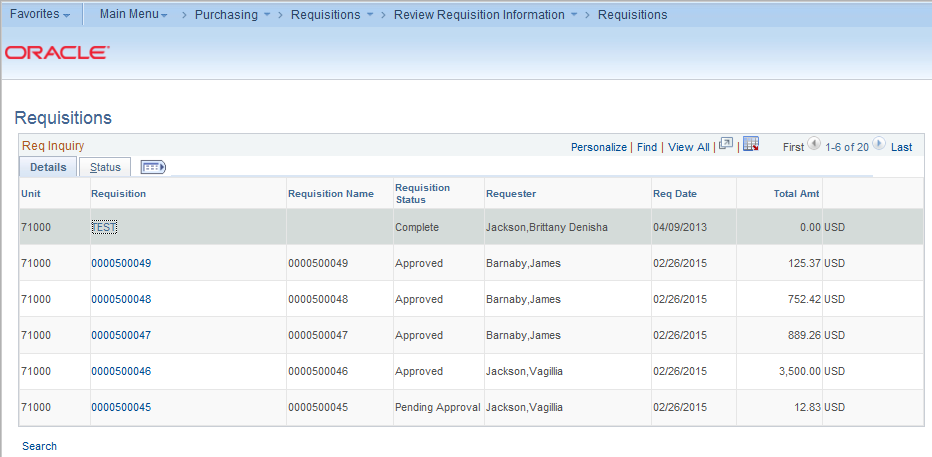 Favorites Main Menu > Purchasing > Requisitions > Review Requisition Information > Requisitions
ORACLE®
Requisitions
Req Inquiry Personalize | Find | View All | | First 1-6 of 20 Last
Details Status
Unit Requisition Requisition Name Requisition Status Requester Req Date Total Amt
71000 TEST Complete Jackson,Brittany Denisha 04/09/2013 0.00 USD
71000 0000500049 0000500049 Approved Barnaby,James 02/26/2015 125.37 USD
71000 0000500048 0000500048 Approved Barnaby,James 02/26/2015 752.42 USD
71000 0000500047 0000500047 Approved Barnaby,James 02/26/2015 889.26 USD
71000 0000500046 0000500046 Approved Jackson,Vagillia 02/26/2015 3,500.00 USD
71000 0000500045 0000500045 Pending Approval Jackson,Vagillia 02/26/2015 12.83 USD
Search